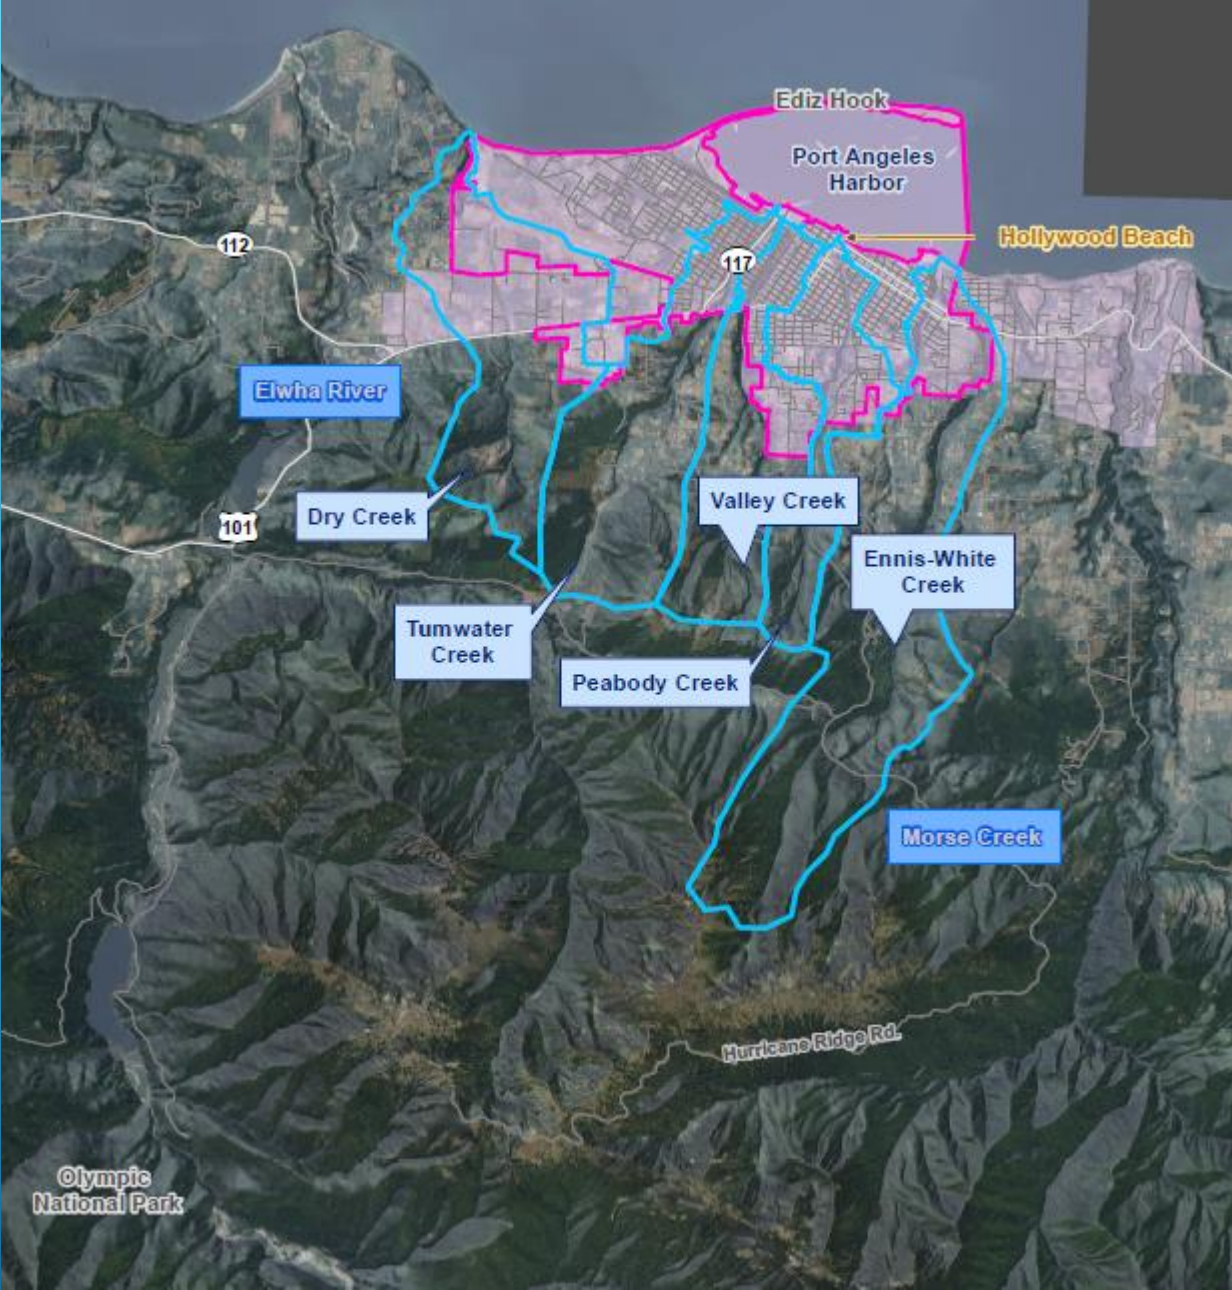 Ediz Hook
Port Angeles
Harbor
Hollywood Beach
112
117
Elwha River
101
Dry Creek
Valley Creek
Ennis-White
Creek
Tumwater
Creek
Peabody Creek
Morse Creek
Hurricane Ridge Rd.
Olympic
National Park